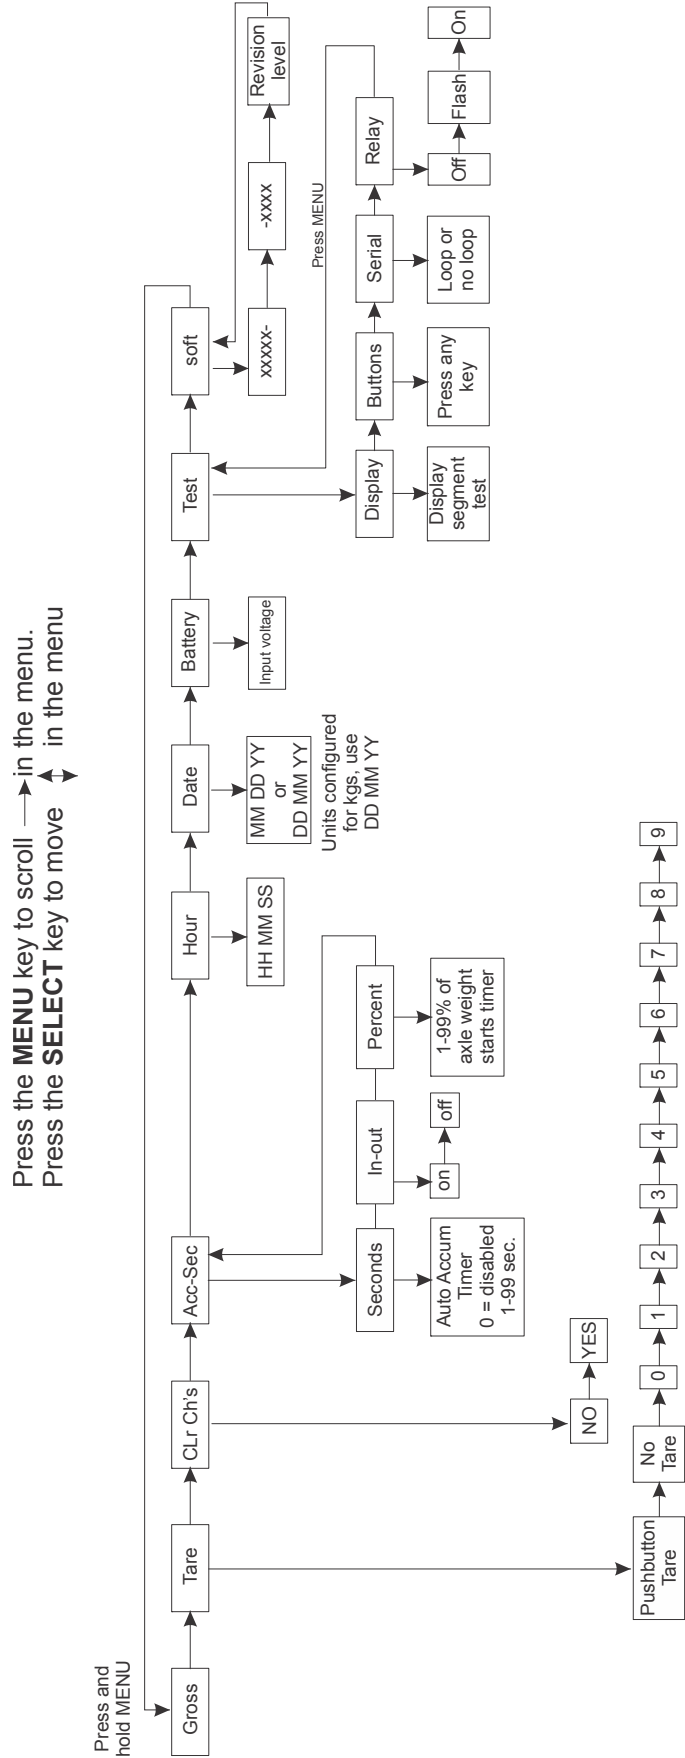 Press the MENU key to scroll in the menu.
Press the SELECT key to move in the menu
Press and
hold MENU
Gross
Tare
CLr Ch's
Acc-Sec
Hour
Date
Battery
Test
soft
Pushbutton
Tare
No
Tare
0
1
2
3
4
5
6
7
8
9
NO
YES
Seconds
In-out
Percent
Auto Accum
Timer
0 = disabled
1-99 sec.
on
off
1-99% of
axle weight
starts timer
HH MM SS
MM DD YY
or
DD MM YY
Units configured
for kgs, use
DD MM YY
Input voltage
Press MENU
Display
Buttons
Serial
Relay
Display
segment
test
Press any
key
Loop or
no loop
Off
Flash
On
xxxxx-
-xxxx
Revision
level